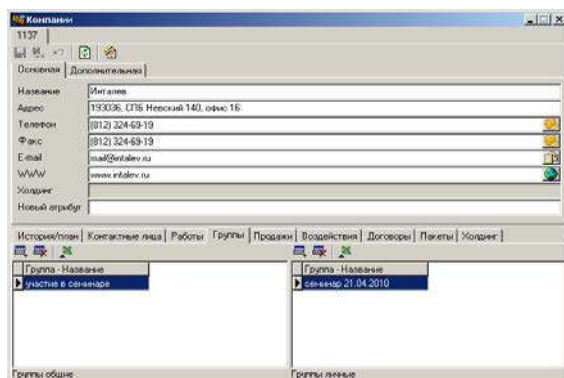 Компании
1137
Основная Дополнительная
Название Инталев
Адрес 193036, СПб Невский 140, офис 16
Телефон (812) 324-69-19
Факс (812) 324-69-19
E-mail mail@intalev.ru
WWW www.intalev.ru
Холдинг
Новый атрибут
История/план Контактные лица Работы Группы Продажи Воздействия Договоры Пакеты Холдинг
Группа - Название Группа - Название
участие в семинаре семинар 21.04.2010
Группы общие Группы личные